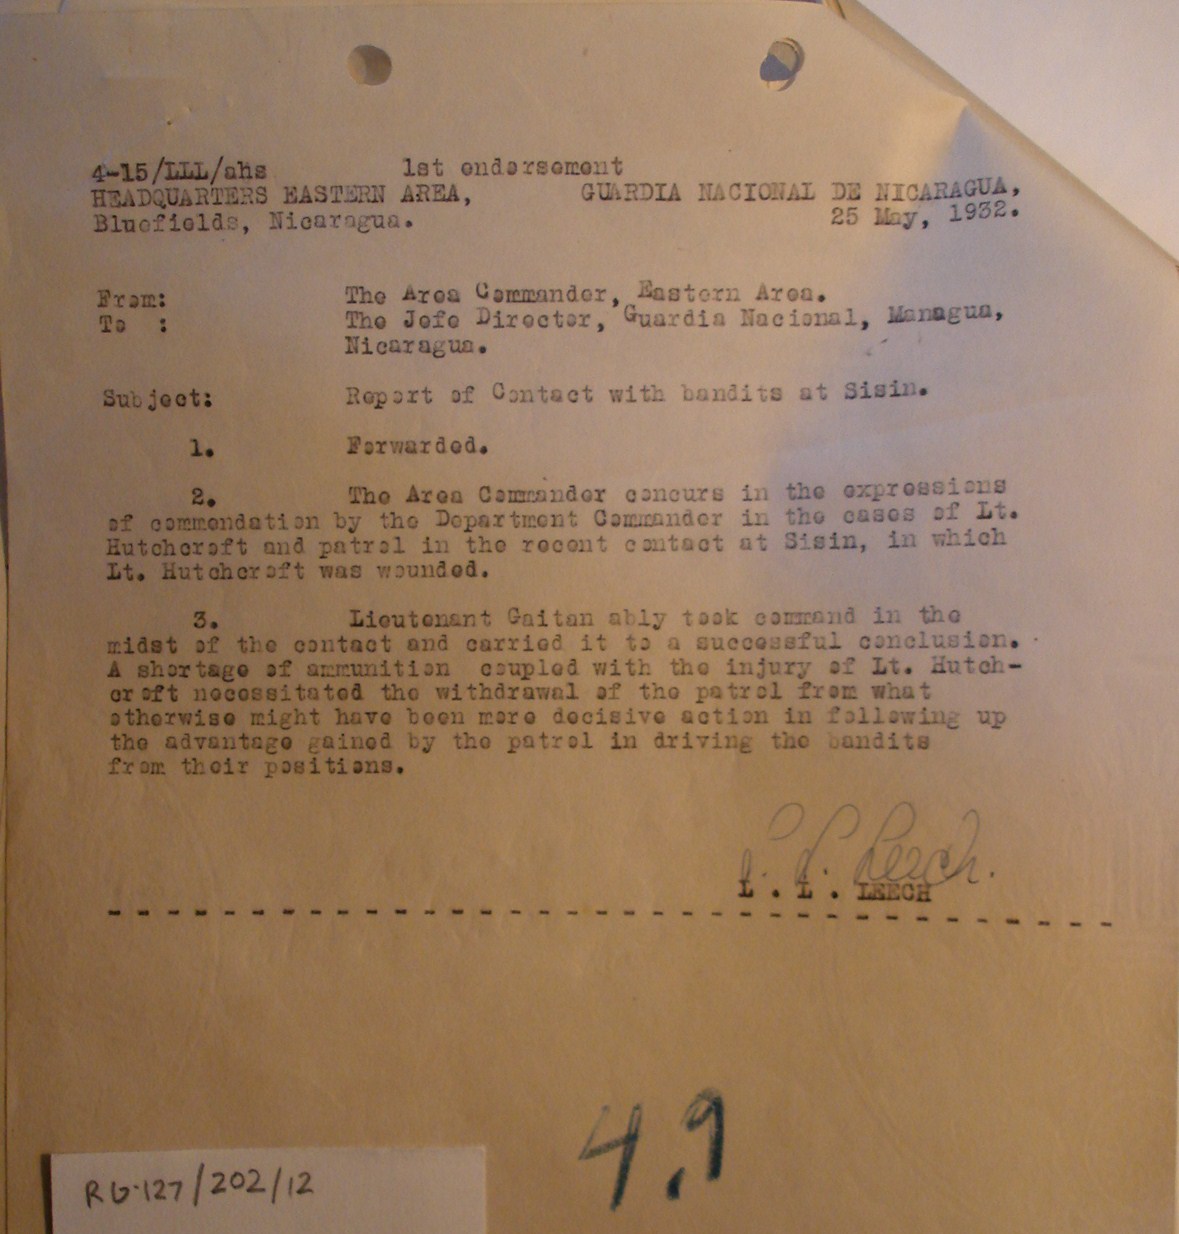 4-15/LLL/ahs 1st endorsement
HEADQUARTERS EASTERN AREA, GUARDIA NACIONAL DE NICARAGUA,
Bluefields, Nicaragua. 25 May, 1932.
From: The Area Commander, Eastern Area.
To : The Jefe Director, Guardia Nacional, Managua,
Nicaragua.
Subject: Report of Contact with bandits at Sisin.
1. Forwarded.
2. The Area Commander concurs in the expressions
of commendation by the Department Commander in the cases of Lt.
Hutchcroft and patrol in the recent contact at Sisin, in which
Lt. Hutchcroft was wounded.
3. Lieutenant Gaitan ably took command in the
midst of the contact and carried it to a successful conclusion.
A shortage of ammunition coupled with the injury of Lt. Hutch-
croft necessitated the withdrawal of the patrol from what
otherwise might have been more decisive action in following up
the advantage gained by the patrol in driving the bandits
from their positions.
L. L. Leech.
L. L. LEECH
4.9
RG-127/202/12